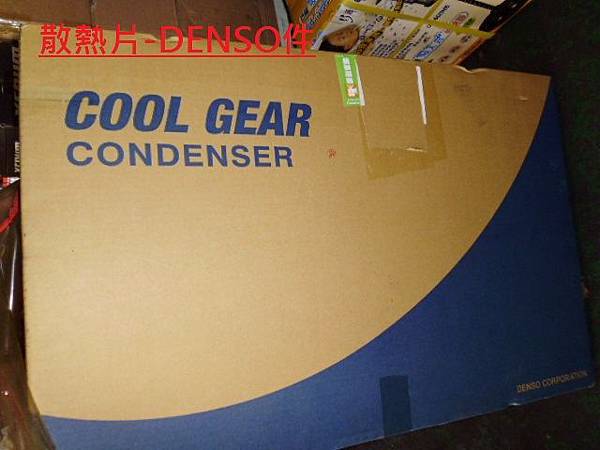 散熱片-DENSO件
COOL GEAR
CONDENSER
DENSO CORPORATION